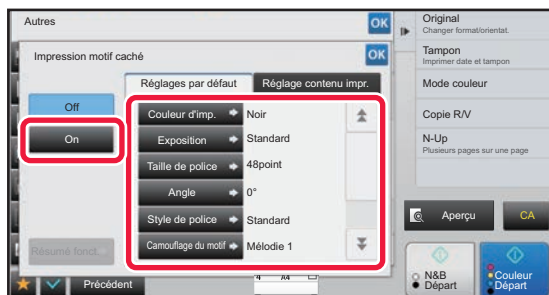 Autres
OK
Impression motif caché
OK
Réglages par défaut
Réglage contenu impr.
Off
On
Couleur d'imp.
Noir
Exposition
Standard
Taille de police
48point
Angle
0°
Style de police
Standard
Camouflage du motif
Mélodie 1
Résumé fonct.
Précédent
A4
Original
Changer format/orientat.
Tampon
Imprimer date et tampon
Mode couleur
Copie R/V
N-Up
Plusieurs pages sur une page
Aperçu
CA
N&B
Départ
Couleur
Départ